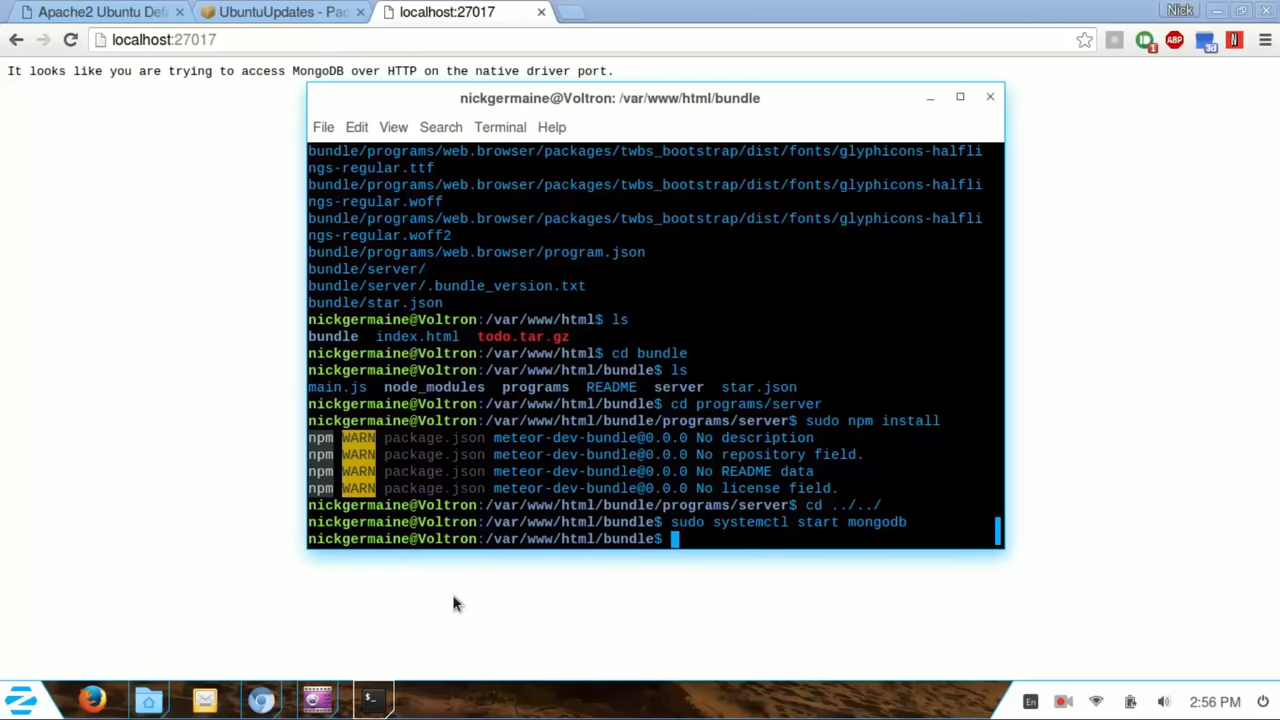 Apache2 Ubuntu Def
UbuntuUpdates - Pac
localhost:27017
Nick
localhost:27017
1
ABP
3d
N
It looks like you are trying to access MongoDB over HTTP on the native driver port.
nickgermaine@Voltron: /var/www/html/bundle
File Edit View Search Terminal Help
bundle/programs/web.browser/packages/twbs_bootstrap/dist/fonts/glyphicons-halfli
ngs-regular.ttf
bundle/programs/web.browser/packages/twbs_bootstrap/dist/fonts/glyphicons-halfli
ngs-regular.woff
bundle/programs/web.browser/packages/twbs_bootstrap/dist/fonts/glyphicons-halfli
ngs-regular.woff2
bundle/programs/web.browser/program.json
bundle/server/
bundle/server/.bundle_version.txt
bundle/star.json
nickgermaine@Voltron:/var/www/html$ ls
bundle index.html todo.tar.gz
nickgermaine@Voltron:/var/www/html$ cd bundle
nickgermaine@Voltron:/var/www/html/bundle$ ls
main.js node_modules programs README server star.json
nickgermaine@Voltron:/var/www/html/bundle$ cd programs/server
nickgermaine@Voltron:/var/www/html/bundle/programs/server$ sudo npm install
npm WARN package.json meteor-dev-bundle@0.0.0 No description
npm WARN package.json meteor-dev-bundle@0.0.0 No repository field.
npm WARN package.json meteor-dev-bundle@0.0.0 No README data
npm WARN package.json meteor-dev-bundle@0.0.0 No license field.
nickgermaine@Voltron:/var/www/html/bundle/programs/server$ cd ../../
nickgermaine@Voltron:/var/www/html/bundle$ sudo systemctl start mongodb
nickgermaine@Voltron:/var/www/html/bundle$
En
2:56 PM